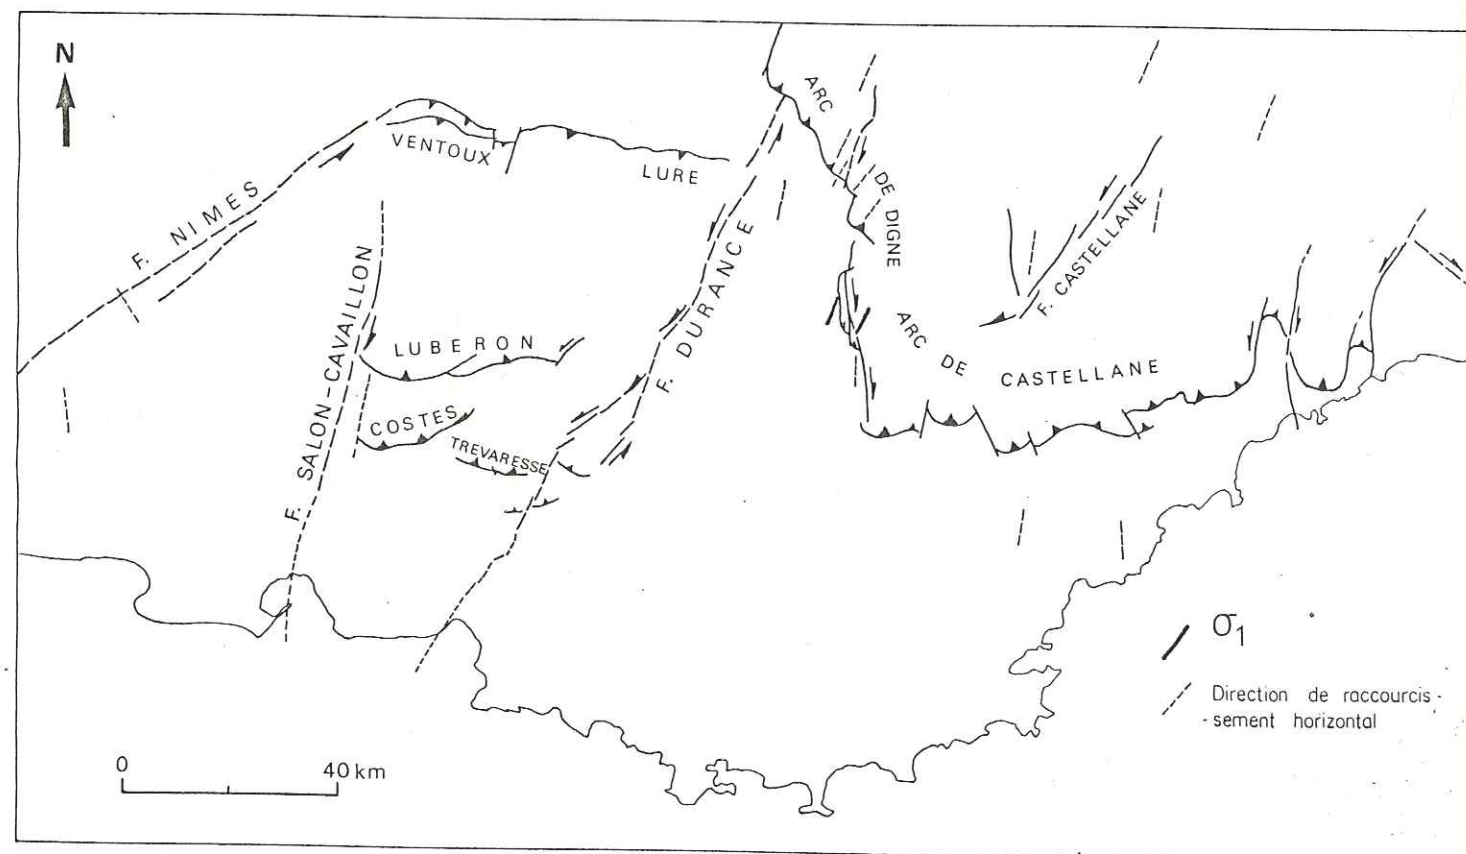 N
ARC
DE DIGNE
VENTOUX
LURE
F. NIMES
F. DURANCE
F. CASTELLANE
F. SALON-CAVAILLON
LUBERON
ARC DE CASTELLANE
COSTES
TREVARESSE
σ1
Direction de raccourcis-
-sement horizontal
0 40 km